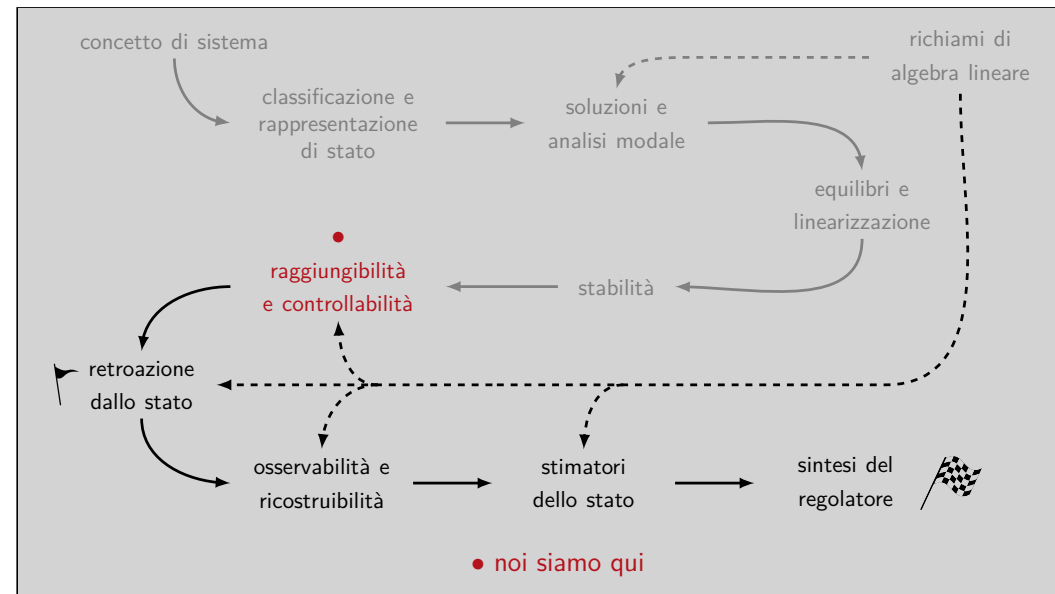 concetto di sistema
richiami di
algebra lineare
classificazione e
rappresentazione
di stato
soluzioni e
analisi modale
equilibri e
linearizzazione
raggiungibilità
e controllabilità
stabilità
retroazione
dallo stato
osservabilità e
ricostruibilità
stimatori
dello stato
sintesi del
regolatore
• noi siamo qui